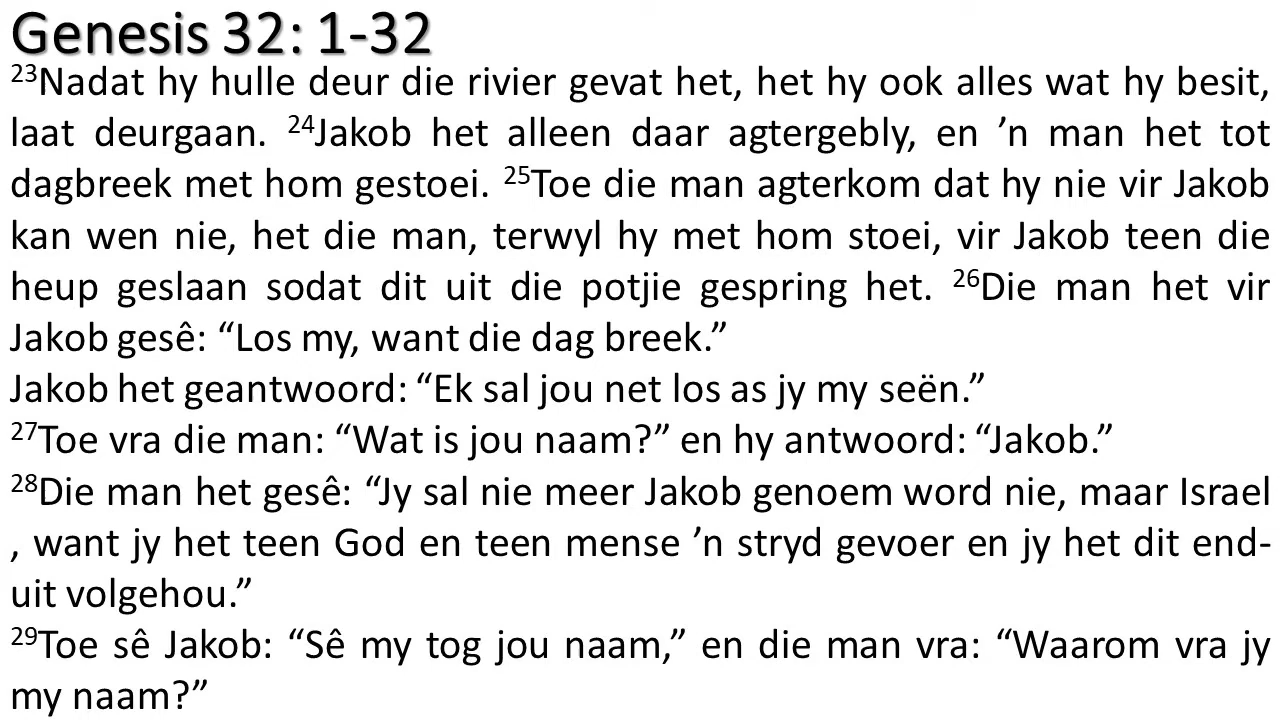 Genesis 32: 1-32
²³Nadat hy hulle deur die rivier gevat het, het hy ook alles wat hy besit,
laat deurgaan. ²⁴Jakob het alleen daar agtergebly, en ’n man het tot
dagbreek met hom gestoei. ²⁵Toe die man agterkom dat hy nie vir Jakob
kan wen nie, het die man, terwyl hy met hom stoei, vir Jakob teen die
heup geslaan sodat dit uit die potjie gespring het. ²⁶Die man het vir
Jakob gesê: “Los my, want die dag breek.”
Jakob het geantwoord: “Ek sal jou net los as jy my seën.”
²⁷Toe vra die man: “Wat is jou naam?” en hy antwoord: “Jakob.”
²⁸Die man het gesê: “Jy sal nie meer Jakob genoem word nie, maar Israel
, want jy het teen God en teen mense ’n stryd gevoer en jy het dit end-
uit volgehou.”
²⁹Toe sê Jakob: “Sê my tog jou naam,” en die man vra: “Waarom vra jy
my naam?”